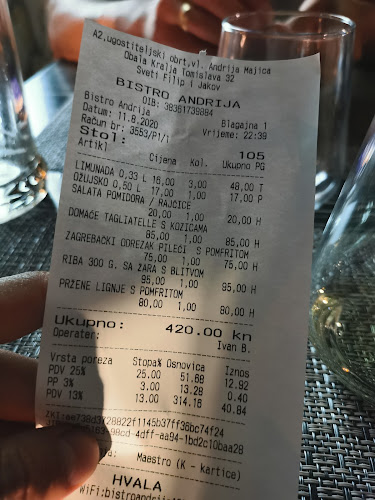 A2,ugostiteljski obrt,vl. Andrija Majica
Obala Kralja Tomislava 32
Sveti Filip i Jakov
BISTRO ANDRIJA
OIB: 38361739884
Bistro Andrija Blagajna 1
Datum: 11.8.2020 Vrijeme: 22:39
Račun br: 3553/P1/1
Stol: 105
Artikl Cijena Kol. Ukupno PG
LIMUNADA 0,33 L 16,00 3,00 48,00 T
OŽUJSKO 0,50 L 17,00 1,00 17,00 P
SALATA POMIDORA / RAJCICE
20,00 1,00 20,00 H
DOMAĆE TAGLIATELLE S KOZICAMA
85,00 1,00 85,00 H
ZAGREBACKI ODREZAK PILEĆI S POMFRITOM
75,00 1,00 75,00 H
RIBA 300 G. SA ŽARA S BLITVOM
95,00 1,00 95,00 H
PRŽENE LIGNJE S POMFRITOM
80,00 1,00 80,00 H
Ukupno: 420.00 kn
Operater: Ivan B.
Vrsta poreza Stopa% Osnovica Iznos
PDV 25% 25.00 51.68 12.92
PP 3% 3.00 13.28 0.40
PDV 13% 13.00 314.16 40.84
Maestro (K - kartica)
HVALA